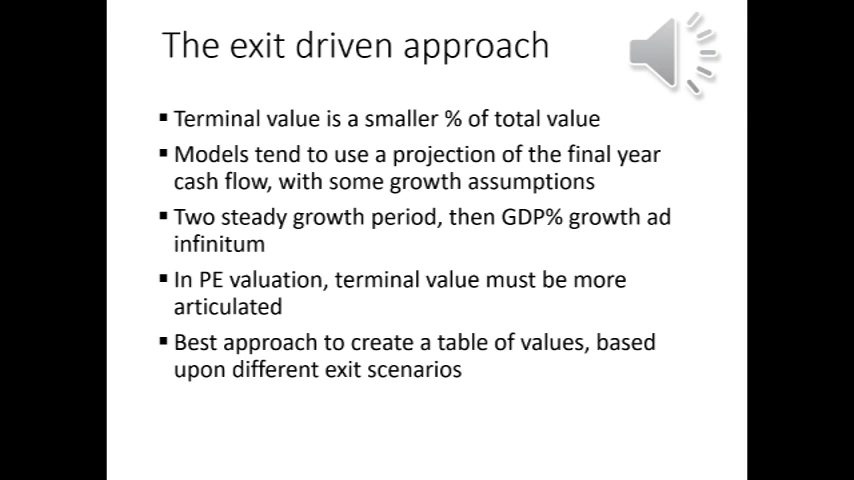 The exit driven approach
▪ Terminal value is a smaller % of total value
▪ Models tend to use a projection of the final year
cash flow, with some growth assumptions
▪ Two steady growth period, then GDP% growth ad
infinitum
▪ In PE valuation, terminal value must be more
articulated
▪ Best approach to create a table of values, based
upon different exit scenarios